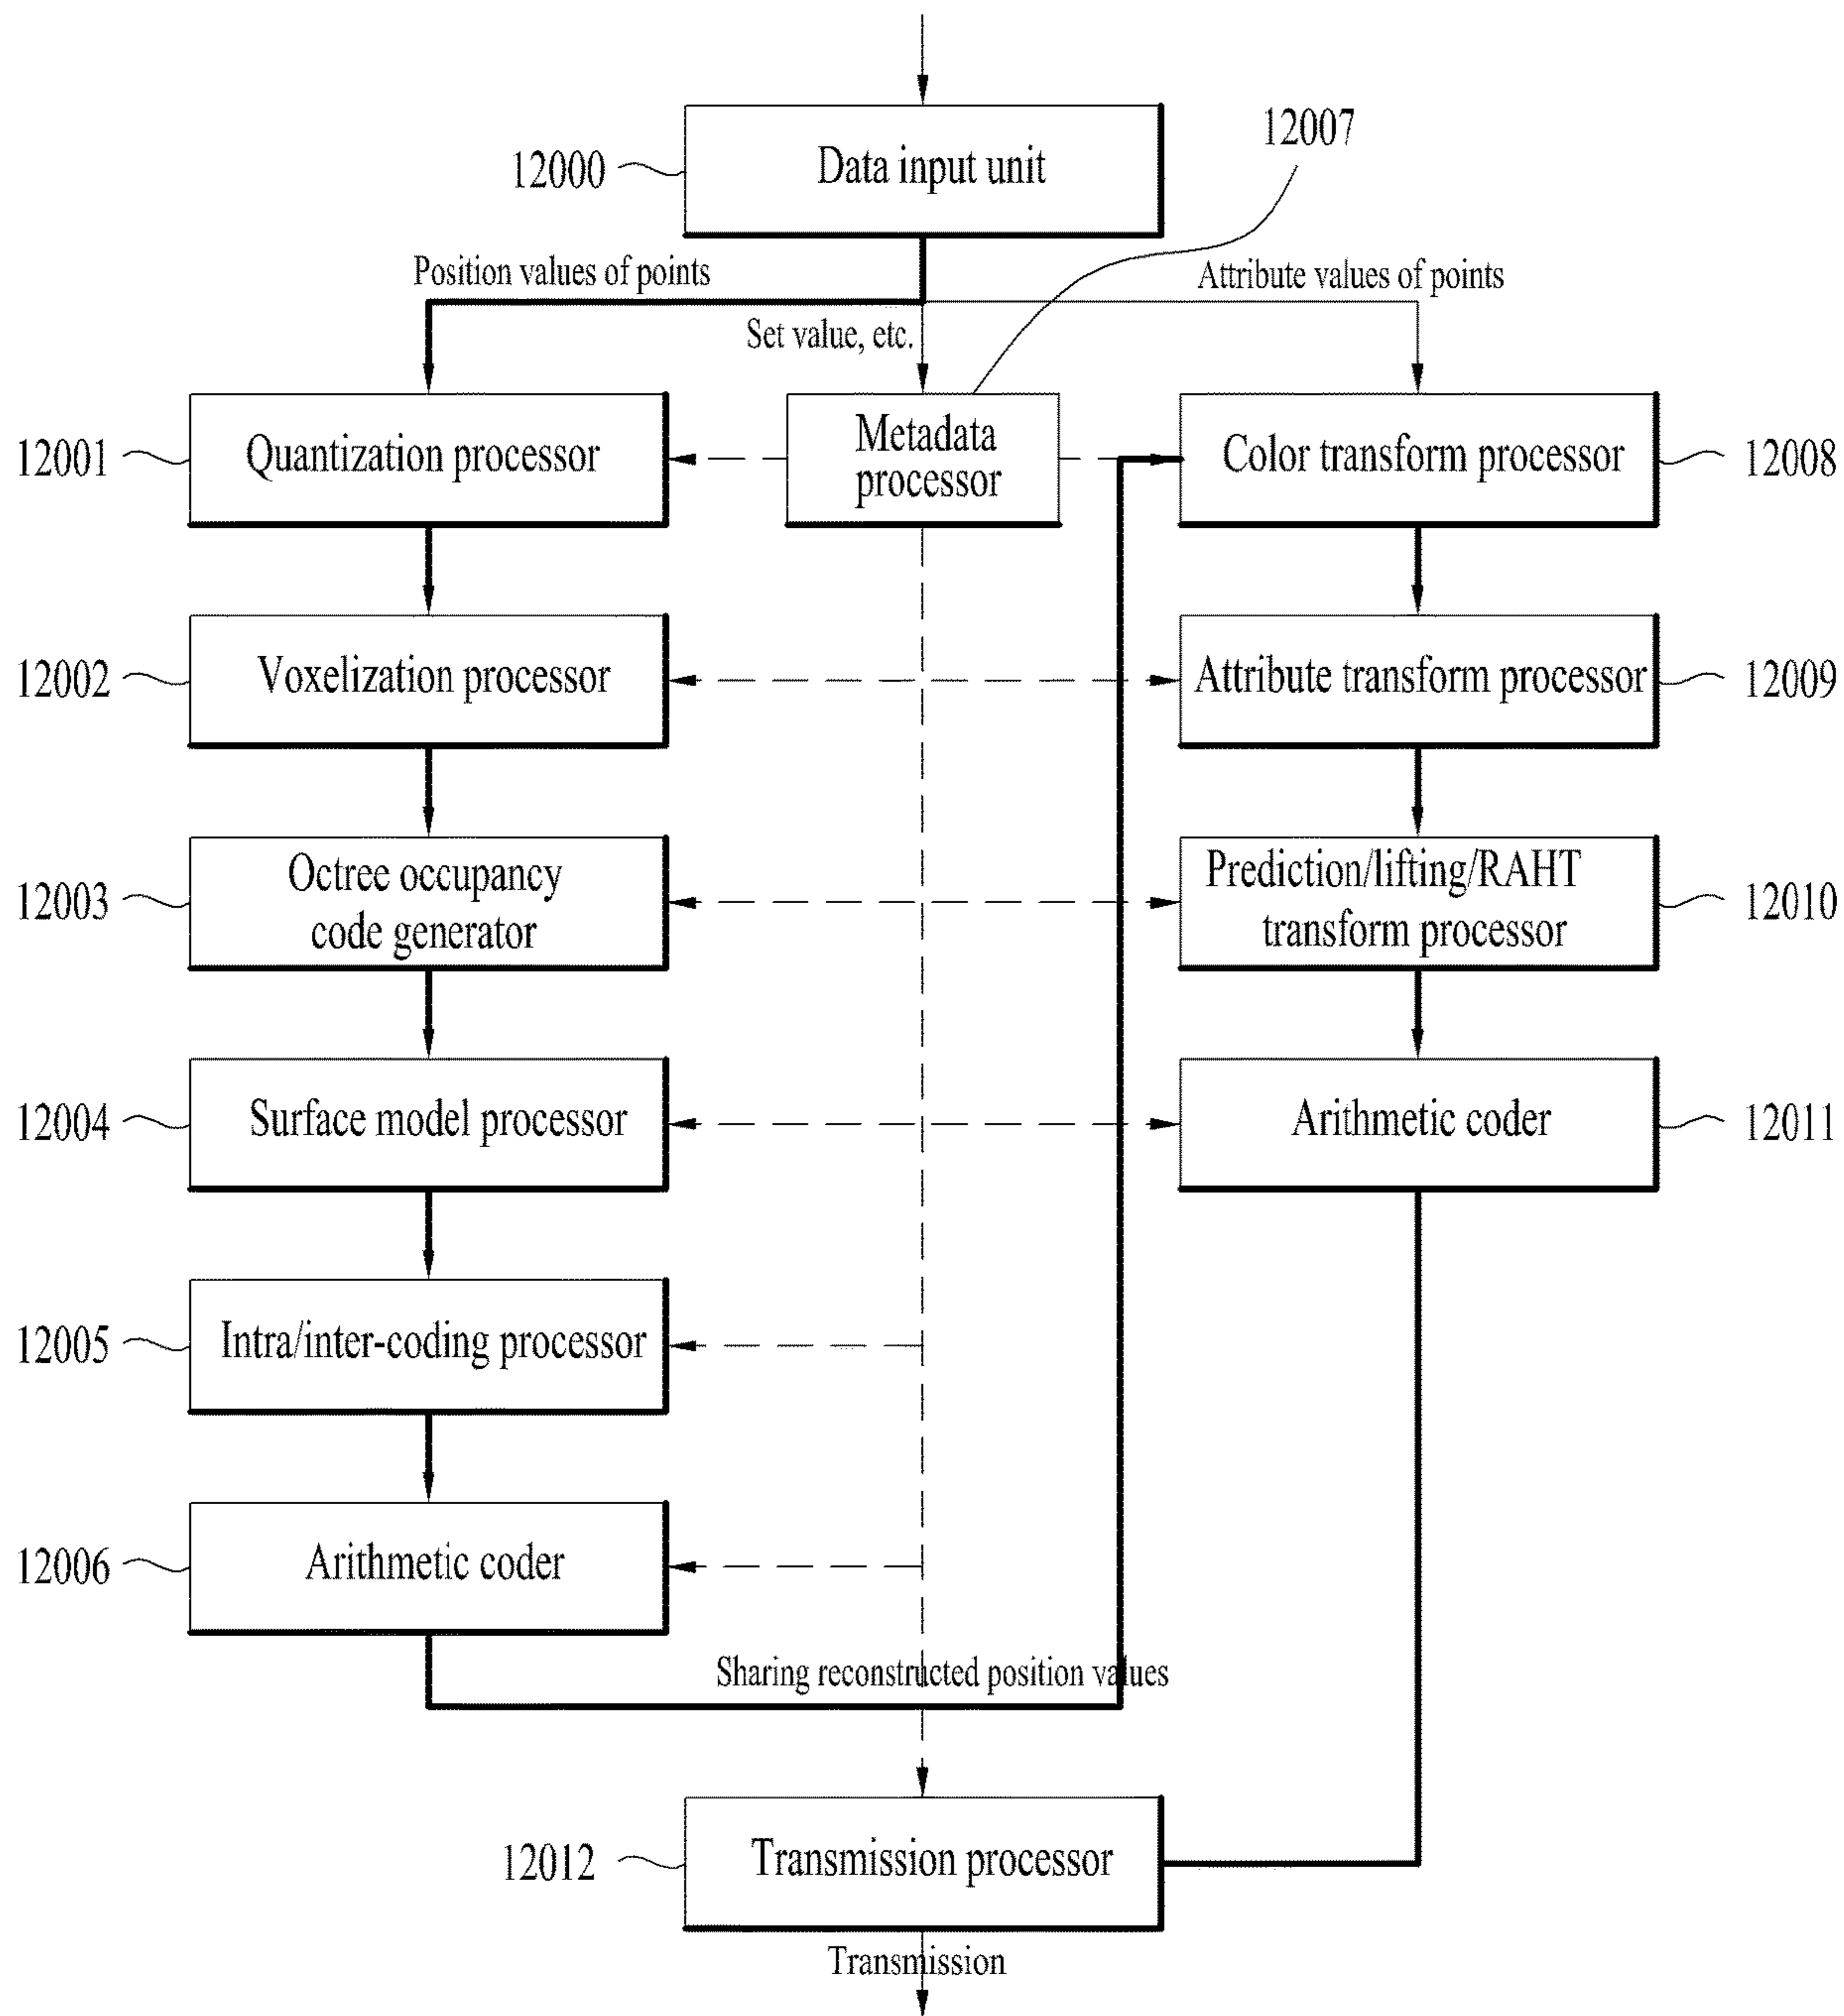 12007
12000
Data input unit
Position values of points
Attribute values of points
Set value, etc.
12001
Quantization processor
Metadata
processor
Color transform processor
12008
12002
Voxelization processor
Attribute transform processor
12009
12003
Octree occupancy
code generator
Prediction/lifting/RAHT
transform processor
12010
12004
Surface model processor
Arithmetic coder
12011
12005
Intra/inter-coding processor
12006
Arithmetic coder
Sharing reconstructed position values
12012
Transmission processor
Transmission